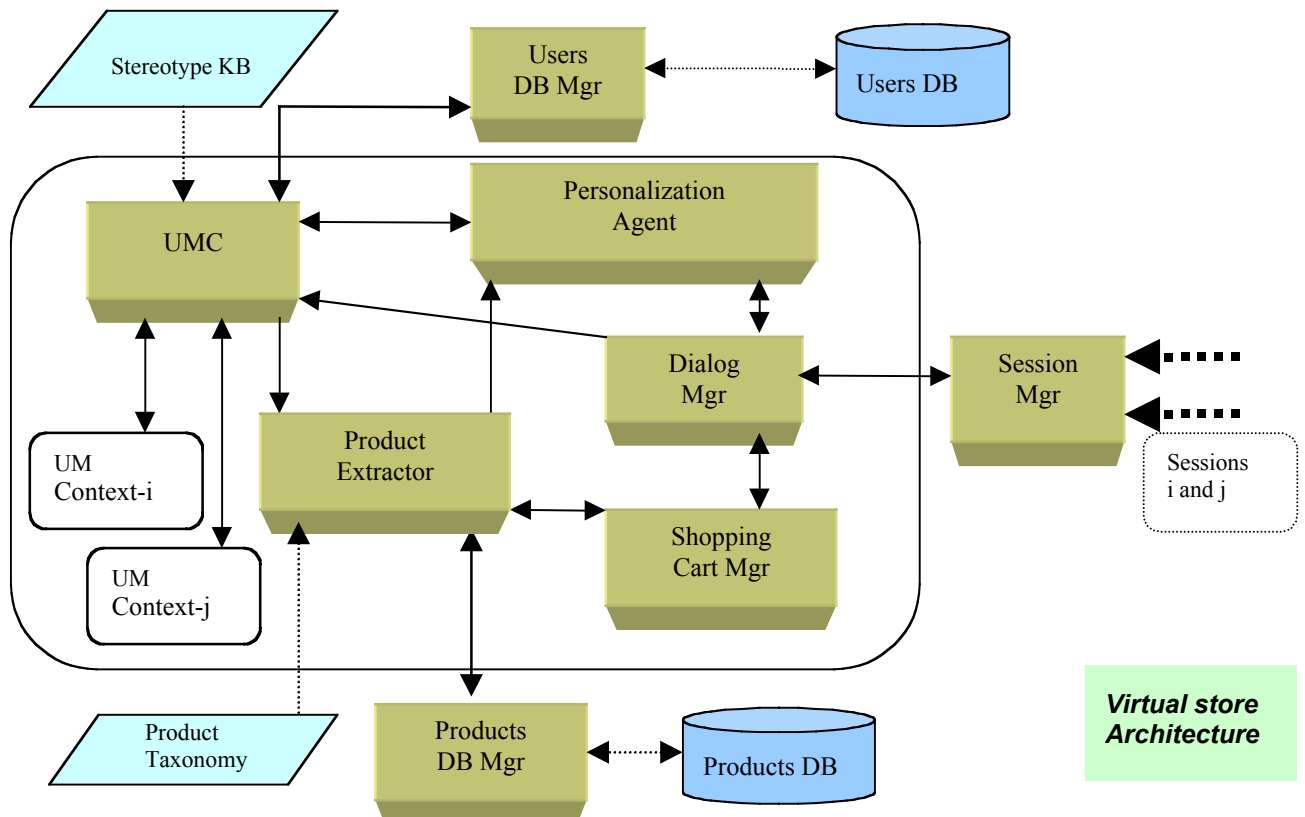 Stereotype KB
Users
DB Mgr
Users DB
UMC
Personalization
Agent
Dialog
Mgr
Session
Mgr
Product
Extractor
UM
Context-i
Sessions
i and j
Shopping
Cart Mgr
UM
Context-j
Product
Taxonomy
Products
DB Mgr
Products DB
Virtual store
Architecture